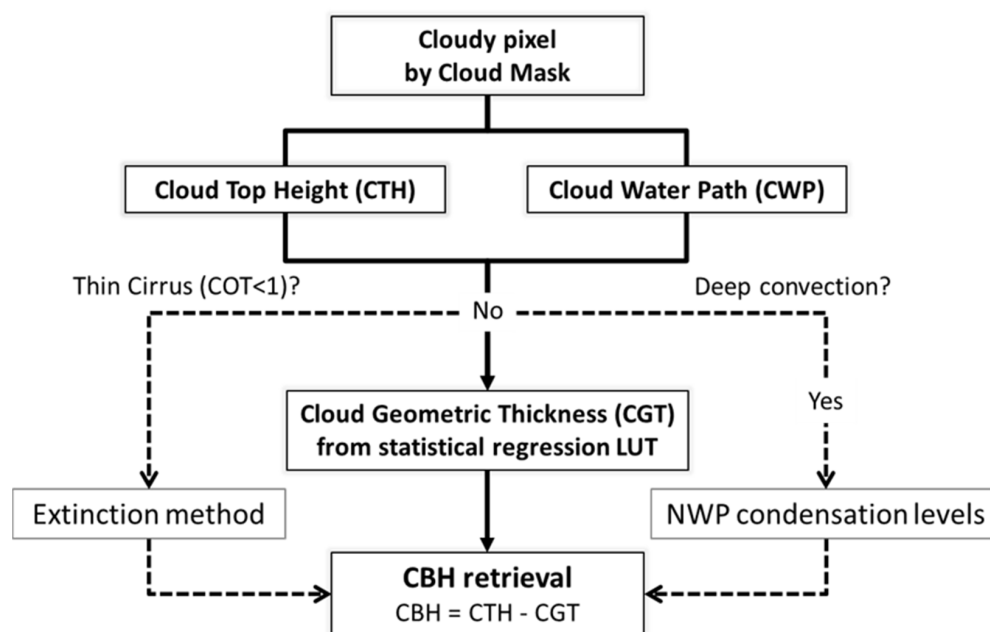 Cloudy pixel
by Cloud Mask
Cloud Top Height (CTH)
Cloud Water Path (CWP)
Thin Cirrus (COT<1)?
Deep convection?
No
Cloud Geometric Thickness (CGT)
from statistical regression LUT
Yes
Extinction method
NWP condensation levels
CBH retrieval
CBH = CTH - CGT